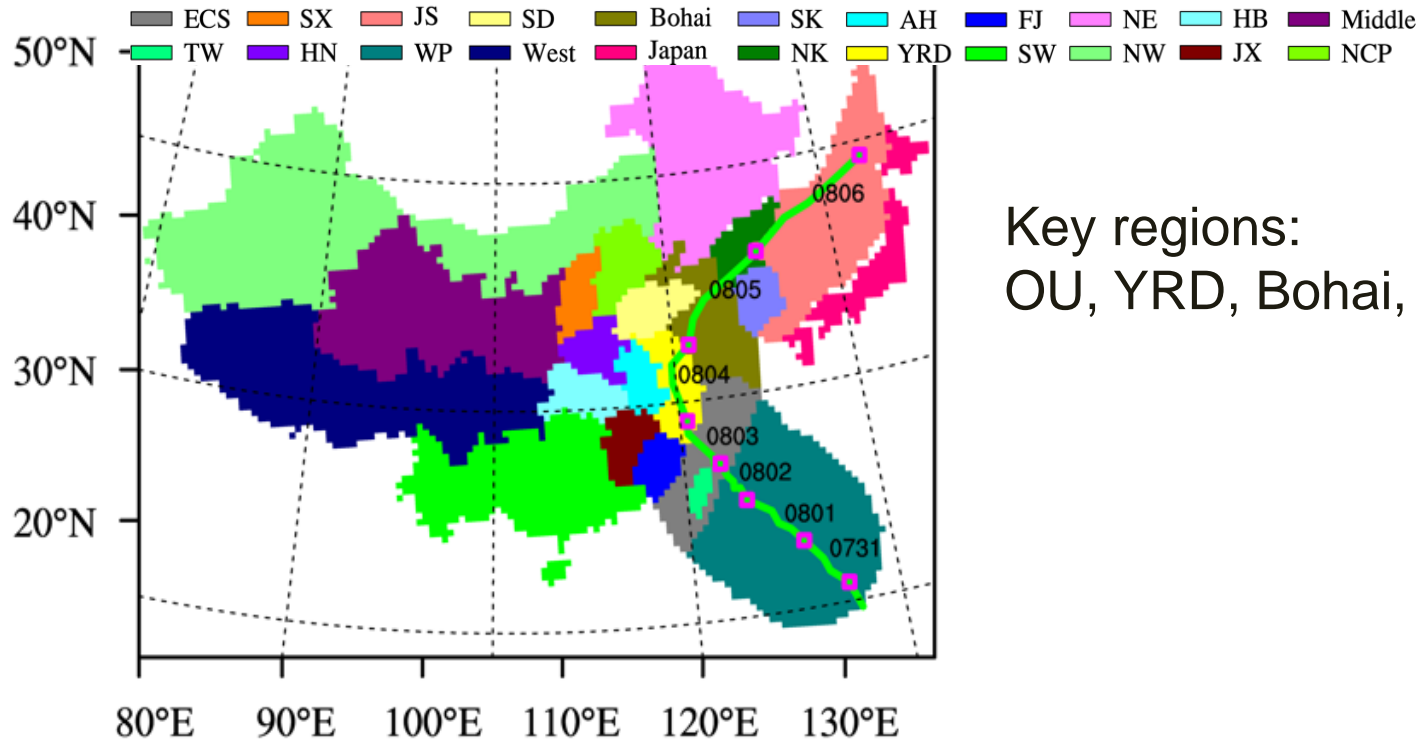 ECS SX JS SD Bohai SK AH FJ NE HB Middle
TW HN WP West Japan NK YRD SW NW JX NCP
50°N
40°N
30°N
20°N
0806
0805
0804
0803
0802
0801
0731
80°E 90°E 100°E 110°E 120°E 130°E
Key regions:
OU, YRD, Bohai,